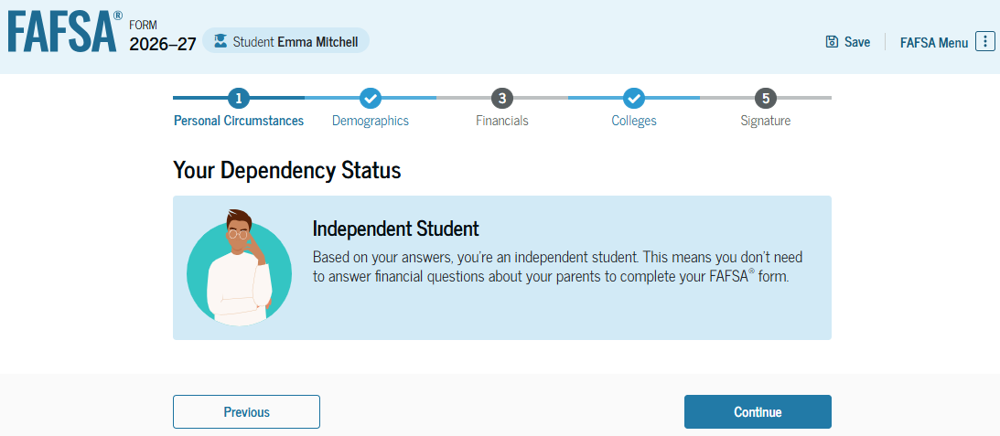 FAFSA®
FORM
2026–27
Student Emma Mitchell
Save
FAFSA Menu
1
3
5
Personal Circumstances
Demographics
Financials
Colleges
Signature
Your Dependency Status
Independent Student
Based on your answers, you're an independent student. This means you don't need
to answer financial questions about your parents to complete your FAFSA® form.
Previous
Continue